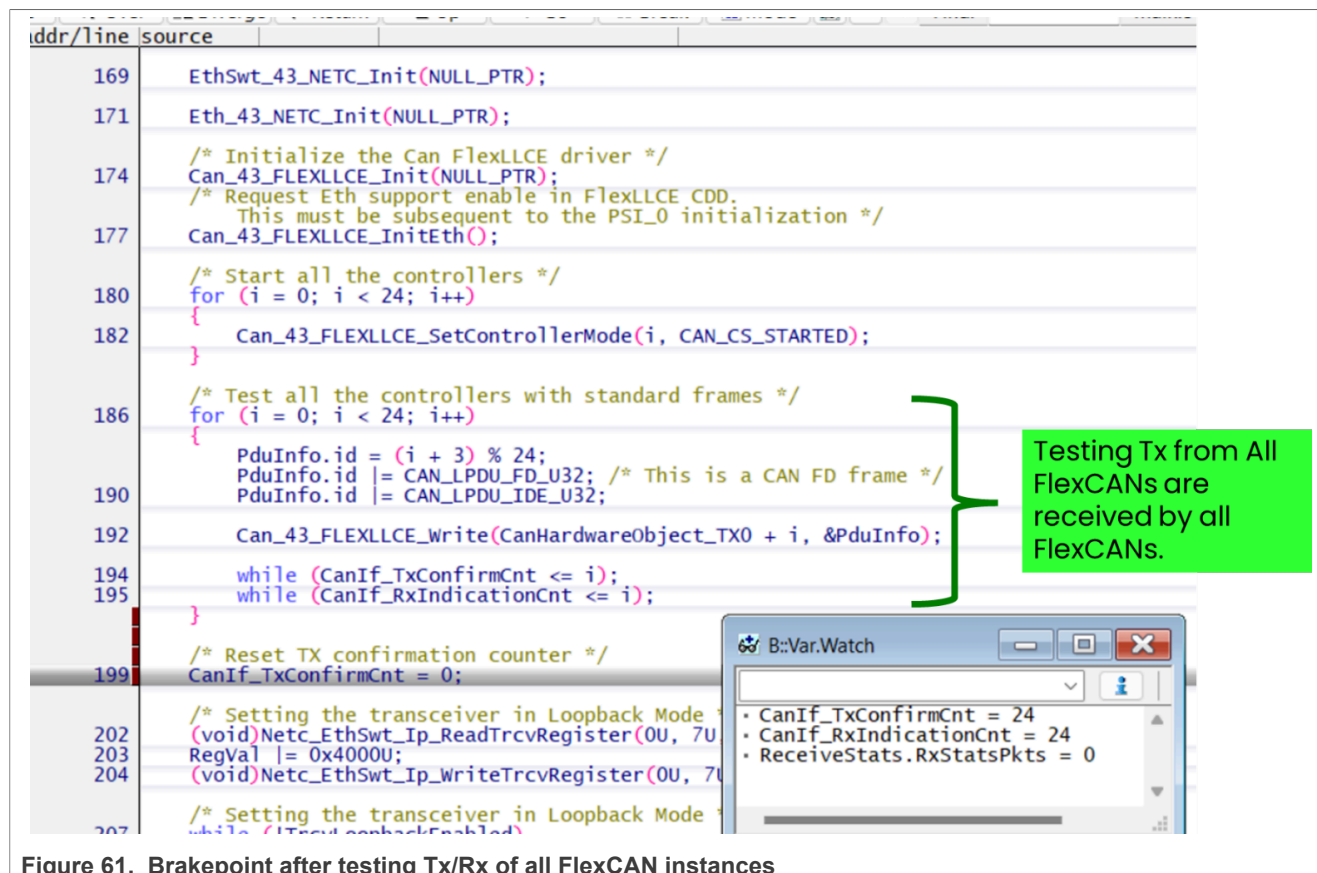 addr/line source
169 EthSwt_43_NETC_Init(NULL_PTR);
171 Eth_43_NETC_Init(NULL_PTR);
/* Initialize the Can FlexLLCE driver */
174 Can_43_FLEXLLCE_Init(NULL_PTR);
/* Request Eth support enable in FlexLLCE CDD.
This must be subsequent to the PSI_0 initialization */
177 Can_43_FLEXLLCE_InitEth();
/* Start all the controllers */
180 for (i = 0; i < 24; i++)
{
182 Can_43_FLEXLLCE_SetControllerMode(i, CAN_CS_STARTED);
}
/* Test all the controllers with standard frames */
186 for (i = 0; i < 24; i++)
{
PduInfo.id = (i + 3) % 24;
PduInfo.id |= CAN_LPDU_FD_U32; /* This is a CAN FD frame */
190 PduInfo.id |= CAN_LPDU_IDE_U32;
192 Can_43_FLEXLLCE_Write(CanHardwareObject_TX0 + i, &PduInfo);
194 while (CanIf_TxConfirmCnt <= i);
195 while (CanIf_RxIndicationCnt <= i);
}
Testing Tx from All
FlexCANs are
received by all
FlexCANs.
/* Reset TX confirmation counter */
199 CanIf_TxConfirmCnt = 0;
/* Setting the transceiver in Loopback Mode *
202 (void)Netc_EthSwt_Ip_ReadTrcvRegister(0U, 7U
203 RegVal |= 0x4000U;
204 (void)Netc_EthSwt_Ip_WriteTrcvRegister(0U, 7U
/* Setting the transceiver in Loopback Mode *
207 while (!TrcvLoopbackEnabled)
B::Var.Watch
CanIf_TxConfirmCnt = 24
CanIf_RxIndicationCnt = 24
ReceiveStats.RxStatsPkts = 0
Figure 61. Brakepoint after testing Tx/Rx of all FlexCAN instances